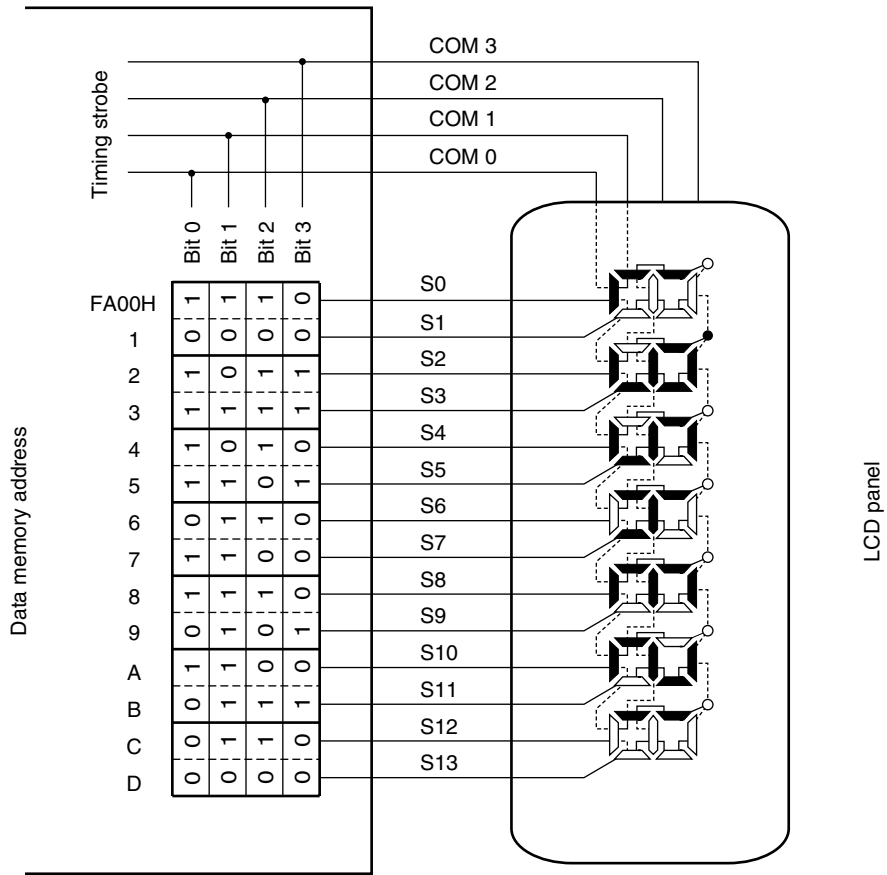 COM 3
COM 2
COM 1
COM 0
Timing strobe
Bit 0 Bit 1 Bit 2 Bit 3
FA00H 1 1 1 0 S0
1 0 0 0 0 S1
2 1 0 1 1 S2
3 1 1 1 1 S3
4 1 0 1 0 S4
5 1 1 0 1 S5
6 0 1 1 0 S6
7 1 1 0 0 S7
8 1 1 1 0 S8
9 0 1 0 1 S9
A 1 1 0 0 S10
B 0 1 1 1 S11
C 0 1 1 0 S12
D 0 0 0 0 S13
Data memory address
LCD panel